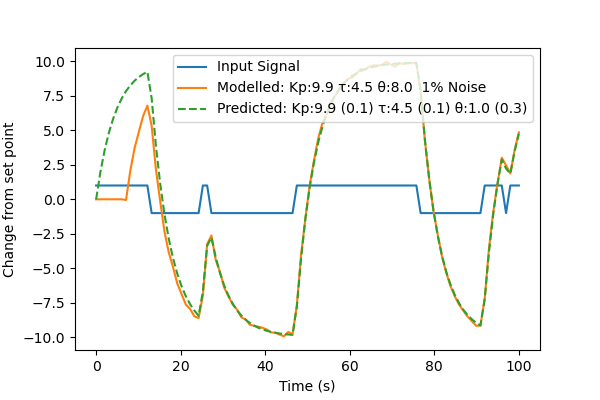 Input Signal
Modelled: Kp:9.9 τ:4.5 θ:8.0 1% Noise
Predicted: Kp:9.9 (0.1) τ:4.5 (0.1) θ:1.0 (0.3)
Change from set point
10.0
7.5
5.0
2.5
0.0
−2.5
−5.0
−7.5
−10.0
0 20 40 60 80 100
Time (s)